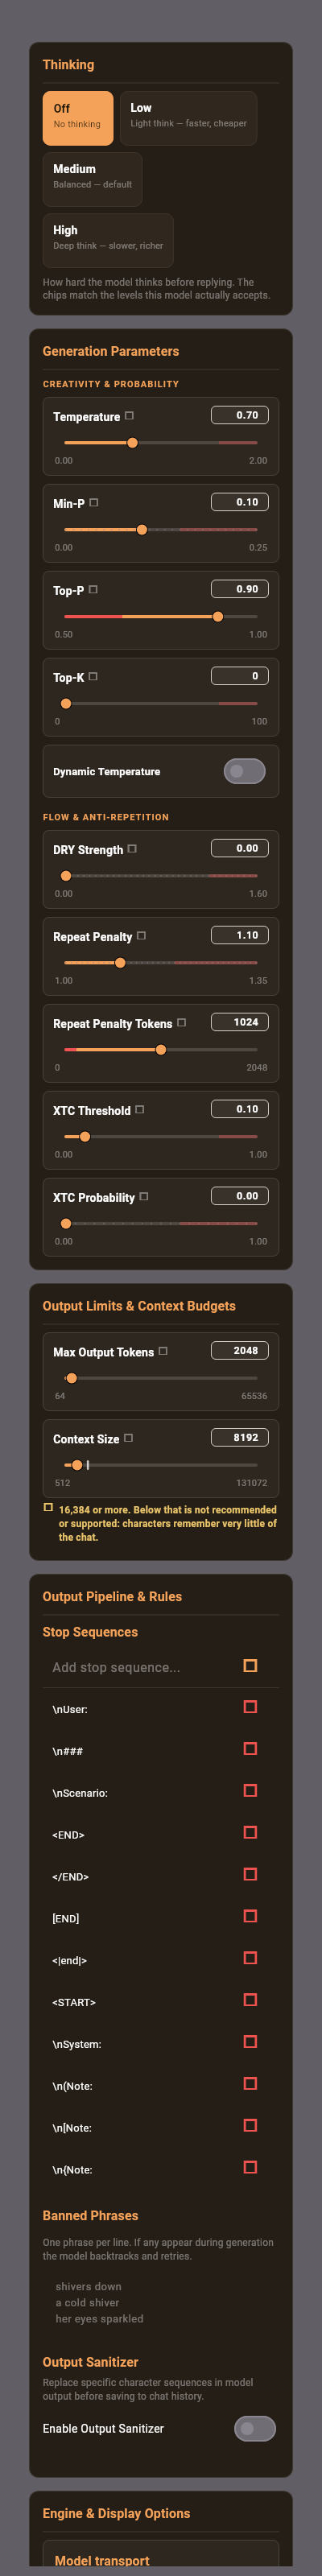 Thinking
Off
No thinking
Low
Light think — faster, cheaper
Medium
Balanced — default
High
Deep think — slower, richer
How hard the model thinks before replying. The
chips match the levels this model actually accepts.
Generation Parameters
CREATIVITY & PROBABILITY
Temperature
0.70
0.00
2.00
Min-P
0.10
0.00
0.25
Top-P
0.90
0.50
1.00
Top-K
0
0
100
Dynamic Temperature
FLOW & ANTI-REPETITION
DRY Strength
0.00
0.00
1.60
Repeat Penalty
1.10
1.00
1.35
Repeat Penalty Tokens
1024
0
2048
XTC Threshold
0.10
0.00
1.00
XTC Probability
0.00
0.00
1.00
Output Limits & Context Budgets
Max Output Tokens
2048
64
65536
Context Size
8192
512
131072
16,384 or more. Below that is not recommended
or supported: characters remember very little of
the chat.
Output Pipeline & Rules
Stop Sequences
Add stop sequence...
\nUser:
\n###
\nScenario:
<END>
</END>
[END]
<|end|>
<START>
\nSystem:
\n(Note:
\n[Note:
\n{Note:
Banned Phrases
One phrase per line. If any appear during generation
the model backtracks and retries.
shivers down
a cold shiver
her eyes sparkled
Output Sanitizer
Replace specific character sequences in model
output before saving to chat history.
Enable Output Sanitizer
Engine & Display Options
Model transport